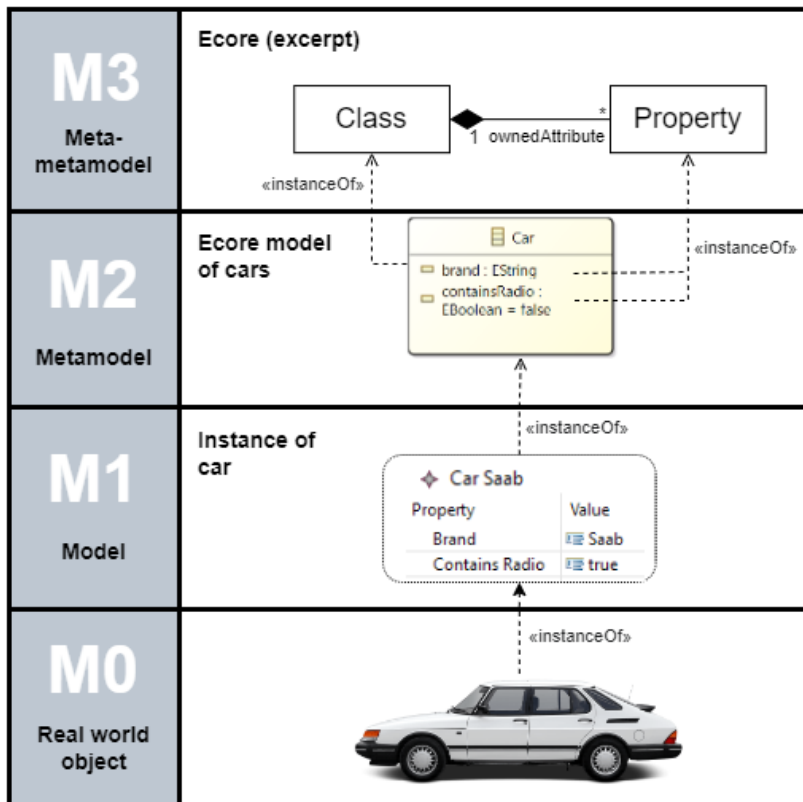 M3
Meta-
metamodel
Ecore (excerpt)
Class
1
ownedAttribute
*
Property
«instanceOf»
M2
Metamodel
Ecore model
of cars
Car
brand : EString
containsRadio :
EBoolean = false
«instanceOf»
M1
Model
Instance of
car
«instanceOf»
Car Saab
Property Value
Brand Saab
Contains Radio true
M0
Real world
object
«instanceOf»